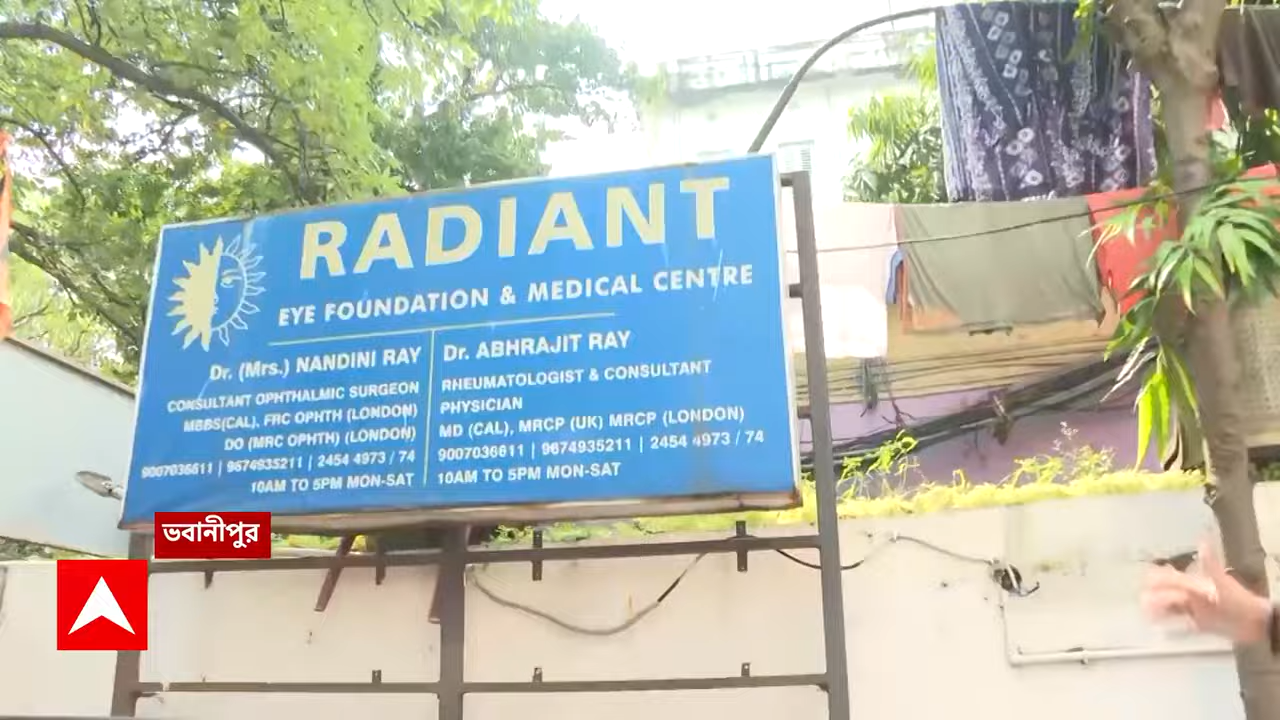 RADIANT
EYE FOUNDATION & MEDICAL CENTRE
Dr. (Mrs.) NANDINI RAY
CONSULTANT OPHTHALMIC SURGEON
MBBS(CAL), FRC OPHTH (LONDON)
DO (MRC OPHTH) (LONDON)
9007036611 | 9674935211 | 2454 4973 / 74
10AM TO 5PM MON-SAT
Dr. ABHRAJIT RAY
RHEUMATOLOGIST & CONSULTANT
PHYSICIAN
MD (CAL), MRCP (UK) MRCP (LONDON)
9007036611 | 9674935211 | 2454 4973 / 74
10AM TO 5PM MON-SAT
ভবানীপুর